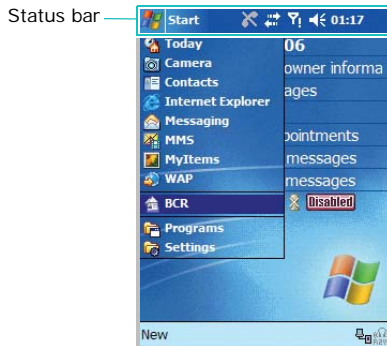 Status bar
Start 01:17
Today
06
Camera
owner informa
Contacts
ages
Internet Explorer
Messaging
MMS
ointments
MyItems
messages
WAP
messages
BCR
Disabled
Programs
Settings
New